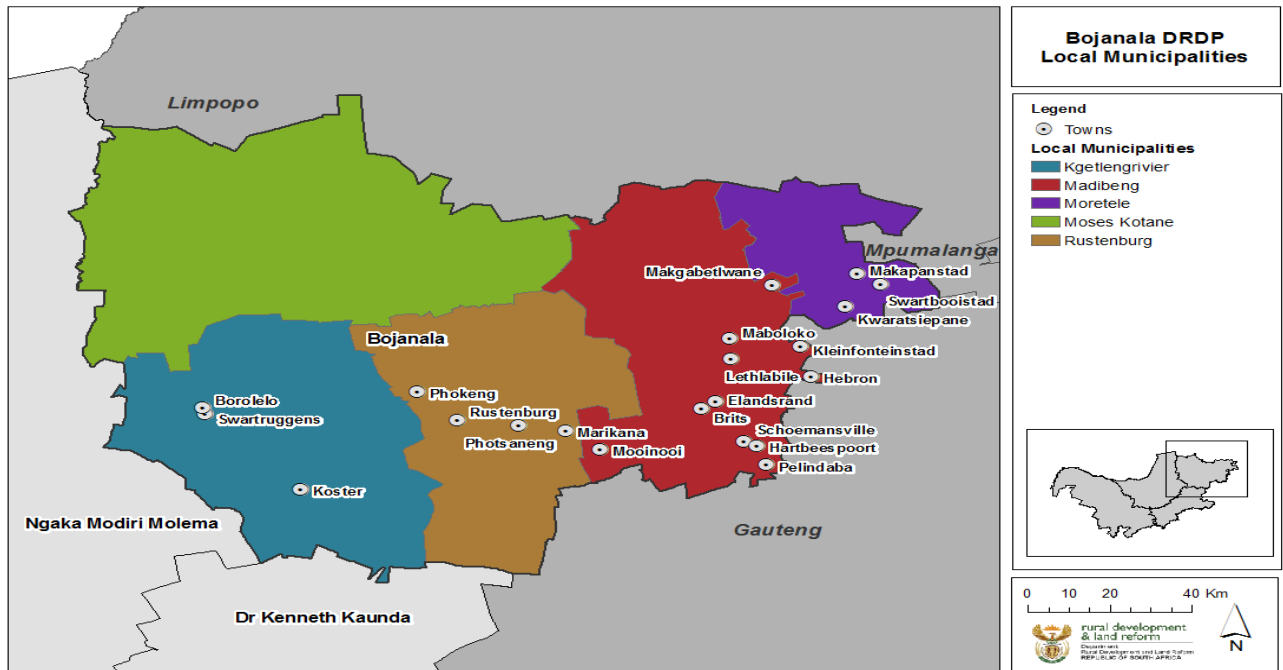 Limpopo
Mpumalanga
Makgabetlwane
Makapanstad
Swartbooistad
Kwaratsiepane
Bojanala
Maboloko
Kleinfonteinstad
Lethlabile
Hebron
Phokeng
Borolelo
Swartruggens
Rustenburg
Elandsrand
Brits
Photsaneng
Marikana
Schoemansville
Mooinooi
Hartbeespoort
Pelindaba
Koster
Ngaka Modiri Molema
Gauteng
Dr Kenneth Kaunda
Bojanala DRDP
Local Municipalities
Legend
Towns
Local Municipalities
Kgetlengrivier
Madibeng
Moretele
Moses Kotane
Rustenburg
0 10 20 40 Km
rural development
& land reform
Department:
Rural Development and Land Reform
REPUBLIC OF SOUTH AFRICA
N